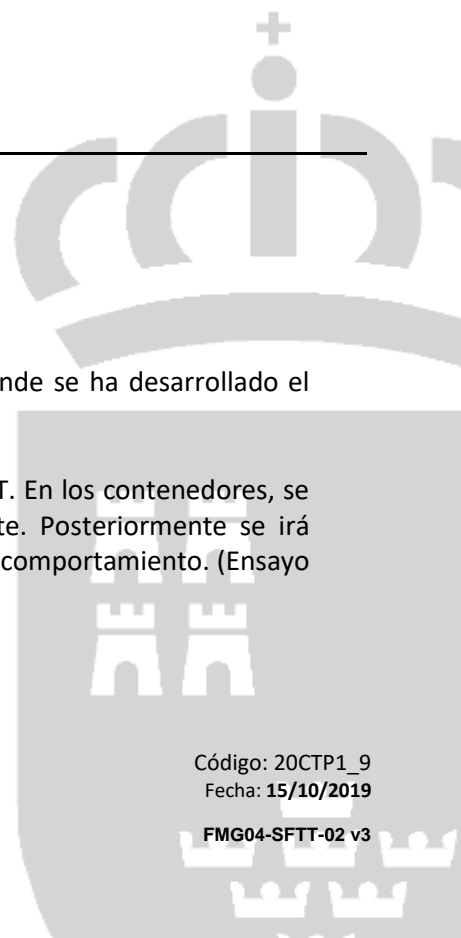 nde se ha desarrollado el
T. En los contenedores, se
te. Posteriormente se irá
comportamiento. (Ensayo
Código: 20CTP1_9
Fecha: 15/10/2019
FMG04-SFTT-02 v3